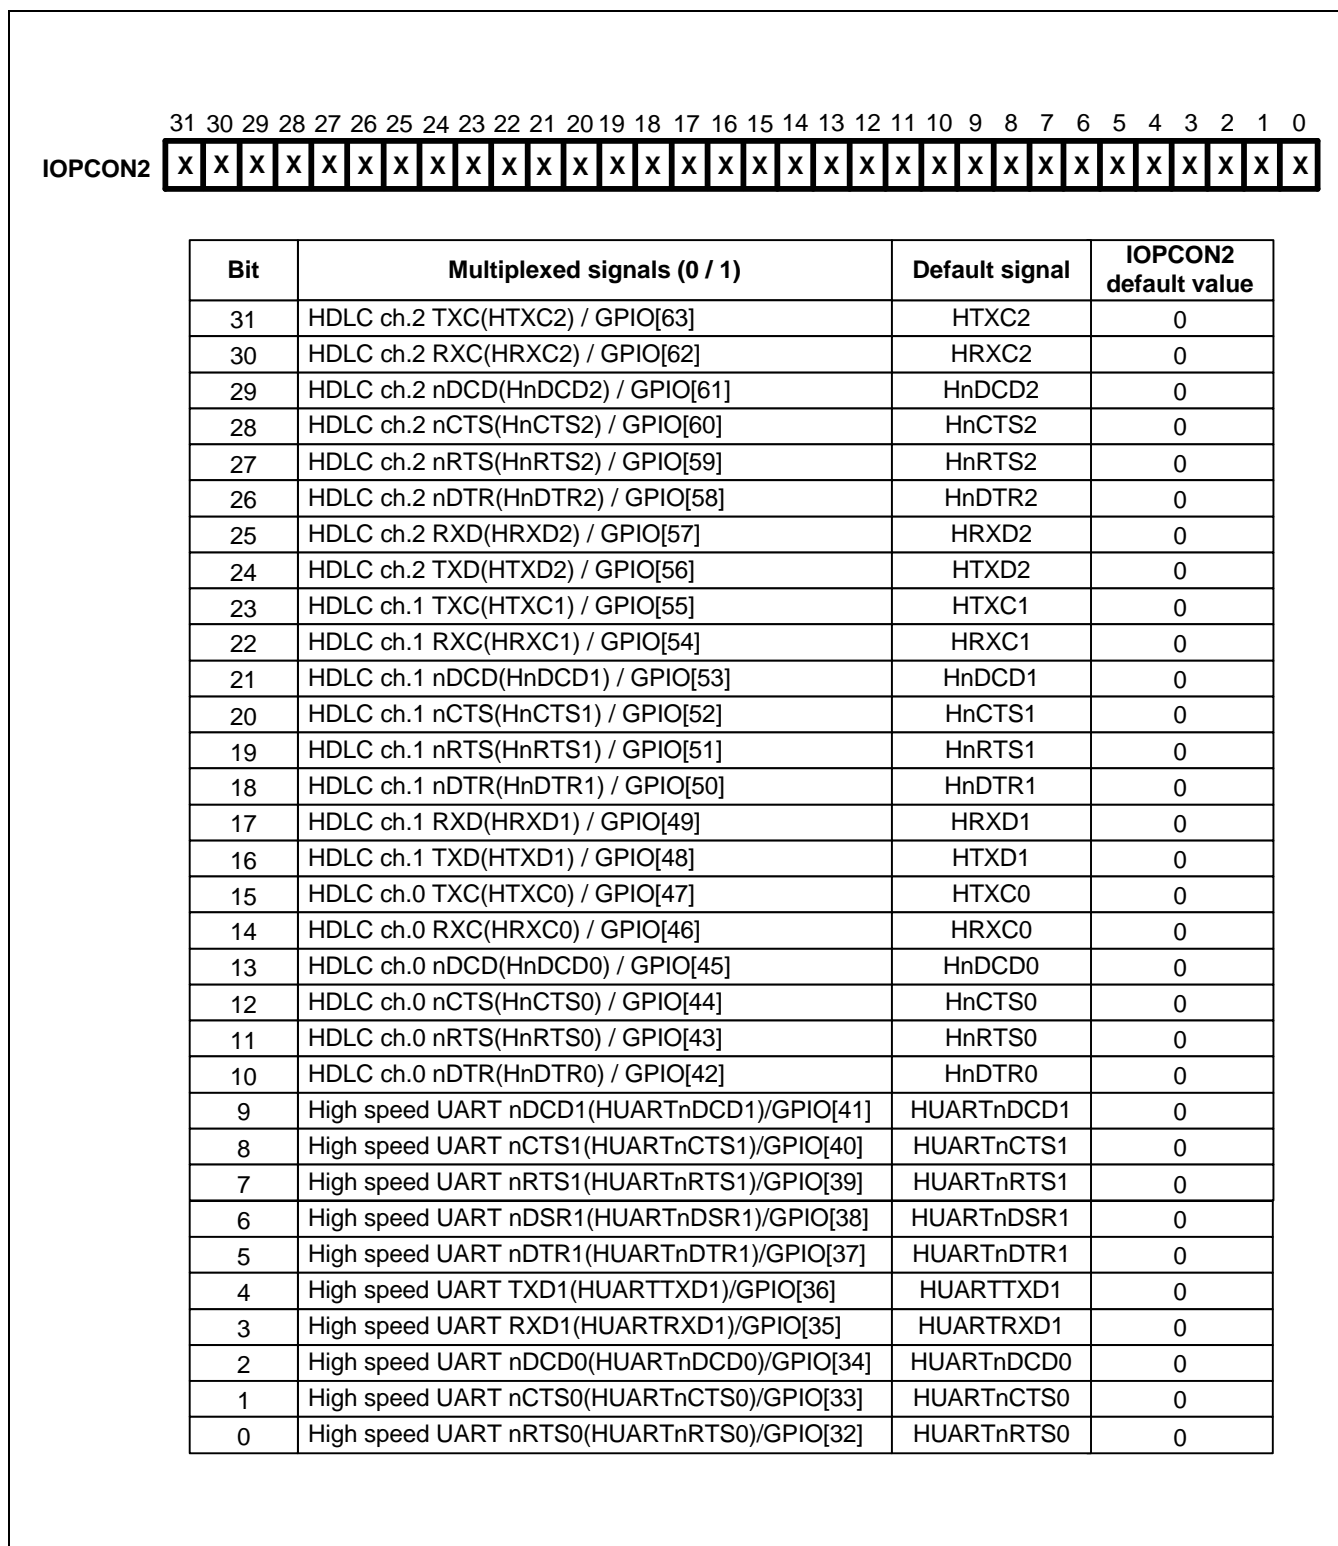 31 30 29 28 27 26 25 24 23 22 21 20 19 18 17 16 15 14 13 12 11 10 9 8 7 6 5 4 3 2 1 0
IOPCON2 X X X X X X X X X X X X X X X X X X X X X X X X X X X X X X X X
Bit Multiplexed signals (0 / 1) Default signal IOPCON2 default value
31 HDLC ch.2 TXC(HTXC2) / GPIO[63] HTXC2 0
30 HDLC ch.2 RXC(HRXC2) / GPIO[62] HRXC2 0
29 HDLC ch.2 nDCD(HnDCD2) / GPIO[61] HnDCD2 0
28 HDLC ch.2 nCTS(HnCTS2) / GPIO[60] HnCTS2 0
27 HDLC ch.2 nRTS(HnRTS2) / GPIO[59] HnRTS2 0
26 HDLC ch.2 nDTR(HnDTR2) / GPIO[58] HnDTR2 0
25 HDLC ch.2 RXD(HRXD2) / GPIO[57] HRXD2 0
24 HDLC ch.2 TXD(HTXD2) / GPIO[56] HTXD2 0
23 HDLC ch.1 TXC(HTXC1) / GPIO[55] HTXC1 0
22 HDLC ch.1 RXC(HRXC1) / GPIO[54] HRXC1 0
21 HDLC ch.1 nDCD(HnDCD1) / GPIO[53] HnDCD1 0
20 HDLC ch.1 nCTS(HnCTS1) / GPIO[52] HnCTS1 0
19 HDLC ch.1 nRTS(HnRTS1) / GPIO[51] HnRTS1 0
18 HDLC ch.1 nDTR(HnDTR1) / GPIO[50] HnDTR1 0
17 HDLC ch.1 RXD(HRXD1) / GPIO[49] HRXD1 0
16 HDLC ch.1 TXD(HTXD1) / GPIO[48] HTXD1 0
15 HDLC ch.0 TXC(HTXC0) / GPIO[47] HTXC0 0
14 HDLC ch.0 RXC(HRXC0) / GPIO[46] HRXC0 0
13 HDLC ch.0 nDCD(HnDCD0) / GPIO[45] HnDCD0 0
12 HDLC ch.0 nCTS(HnCTS0) / GPIO[44] HnCTS0 0
11 HDLC ch.0 nRTS(HnRTS0) / GPIO[43] HnRTS0 0
10 HDLC ch.0 nDTR(HnDTR0) / GPIO[42] HnDTR0 0
9 High speed UART nDCD1(HUARTnDCD1)/GPIO[41] HUARTnDCD1 0
8 High speed UART nCTS1(HUARTnCTS1)/GPIO[40] HUARTnCTS1 0
7 High speed UART nRTS1(HUARTnRTS1)/GPIO[39] HUARTnRTS1 0
6 High speed UART nDSR1(HUARTnDSR1)/GPIO[38] HUARTnDSR1 0
5 High speed UART nDTR1(HUARTnDTR1)/GPIO[37] HUARTnDTR1 0
4 High speed UART TXD1(HUARTTXD1)/GPIO[36] HUARTTXD1 0
3 High speed UART RXD1(HUARTRXD1)/GPIO[35] HUARTRXD1 0
2 High speed UART nDCD0(HUARTnDCD0)/GPIO[34] HUARTnDCD0 0
1 High speed UART nCTS0(HUARTnCTS0)/GPIO[33] HUARTnCTS0 0
0 High speed UART nRTS0(HUARTnRTS0)/GPIO[32] HUARTnRTS0 0